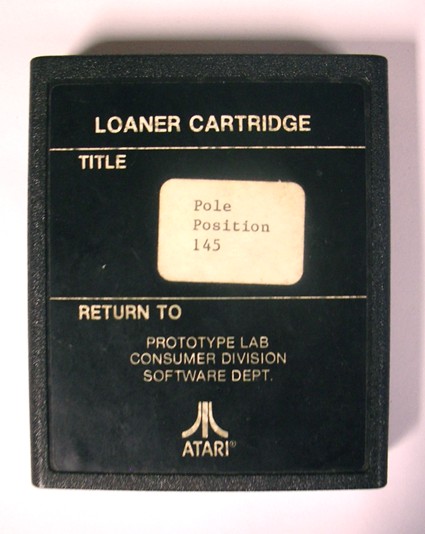 LOANER CARTRIDGE
TITLE
Pole
Position
145
RETURN TO
PROTOTYPE LAB
CONSUMER DIVISION
SOFTWARE DEPT.
ATARI